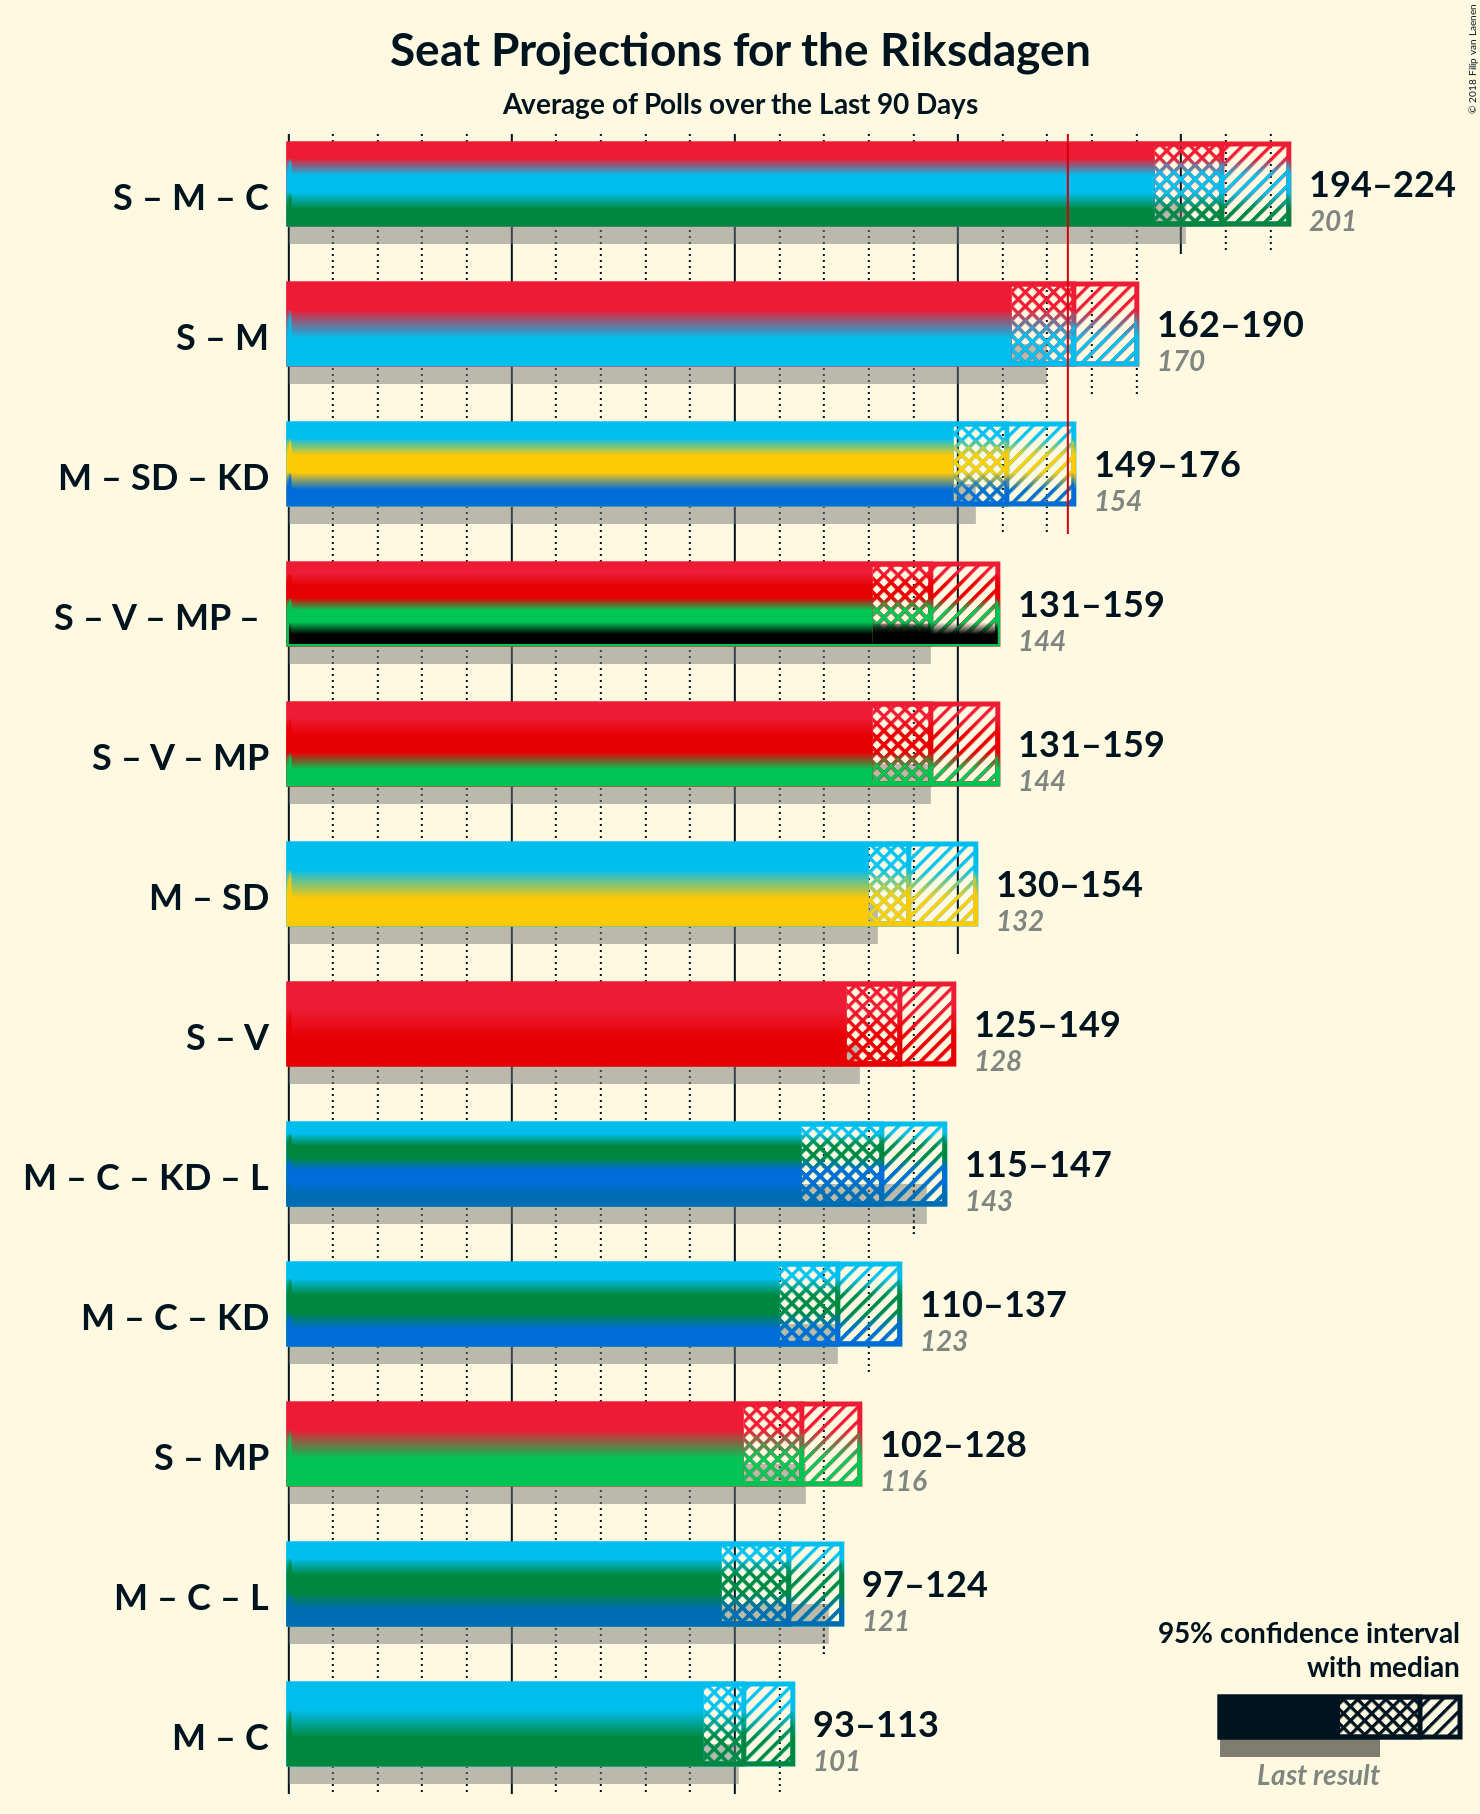 © 2018 Filip van Laenen
Seat Projections for the Riksdagen
Average of Polls over the Last 90 Days
S – M – C
194–224
201
S – M
162–190
170
M – SD – KD
149–176
154
S – V – MP –
131–159
144
S – V – MP
131–159
144
M – SD
130–154
132
S – V
125–149
128
M – C – KD – L
115–147
143
M – C – KD
110–137
123
S – MP
102–128
116
M – C – L
97–124
121
M – C
93–113
101
95% confidence interval
with median
Last result